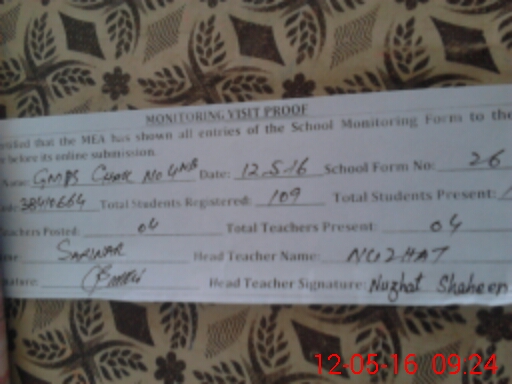 MONITORING VISIT PROOF
that the MEA has shown all entries of the School Monitoring Form to the
before its online submission.
Name: GMPS Chak No Date: 12.5.16 School Form No: 26
38410664 Total Students Registered: 109 Total Students Present:
Teachers Posted: 04 Total Teachers Present: 04
Head Teacher Name: NUZHAT
Head Teacher Signature: Nuzhat Shaheen
12-05-16 09:24